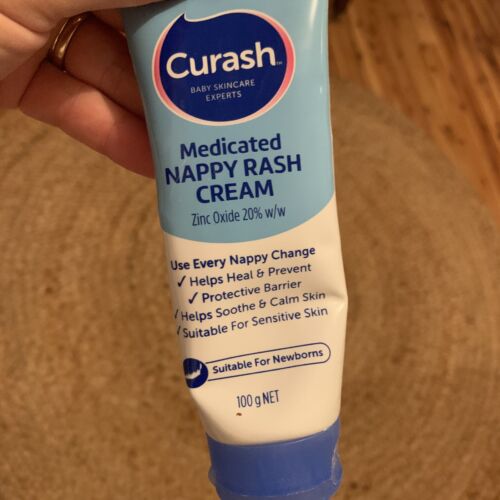 Curash™
BABY SKINCARE
EXPERTS
Medicated
NAPPY RASH
CREAM
Zinc Oxide 20% w/w
Use Every Nappy Change
✓ Helps Heal & Prevent
✓ Protective Barrier
✓ Helps Soothe & Calm Skin
✓ Suitable For Sensitive Skin
Suitable For Newborns
100 g NET